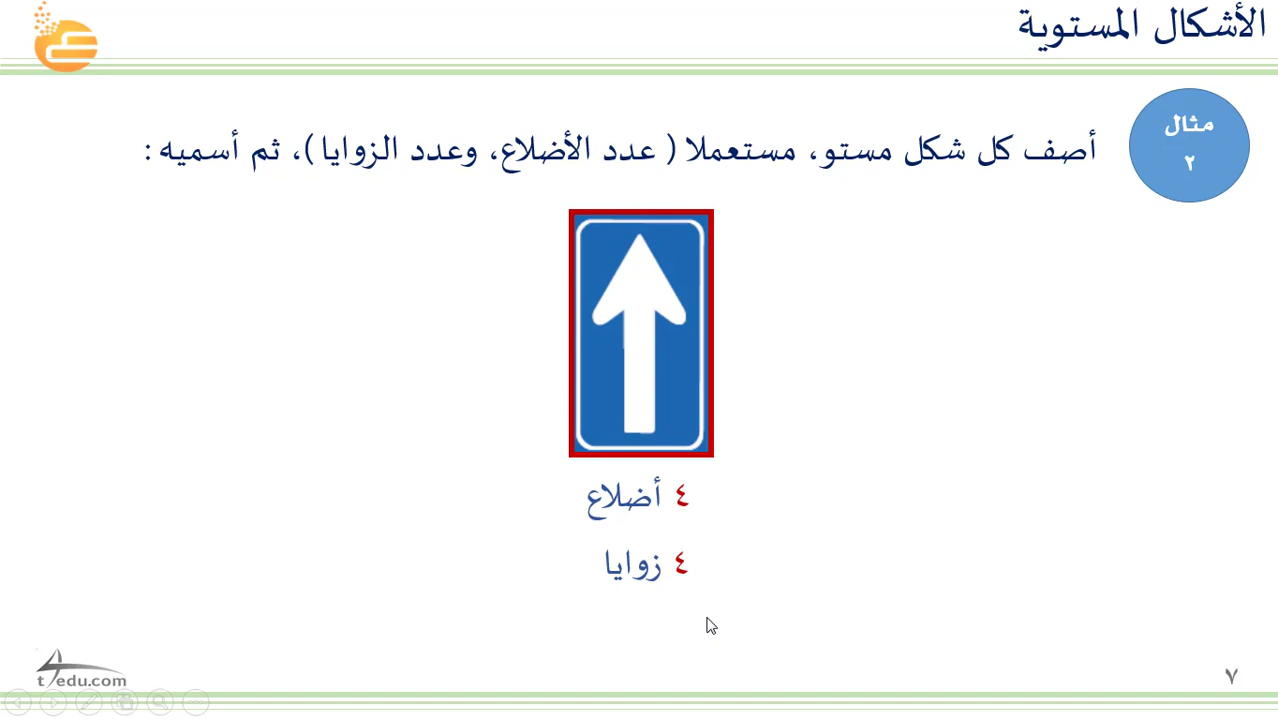 الأشكال المستوية
مثال
٢
أصف كل شكل مستو، مستعملا ( عدد الأضلاع، وعدد الزوايا)، ثم أسميه :
٤ أضلاع
٤ زوايا
t4edu.com
٧